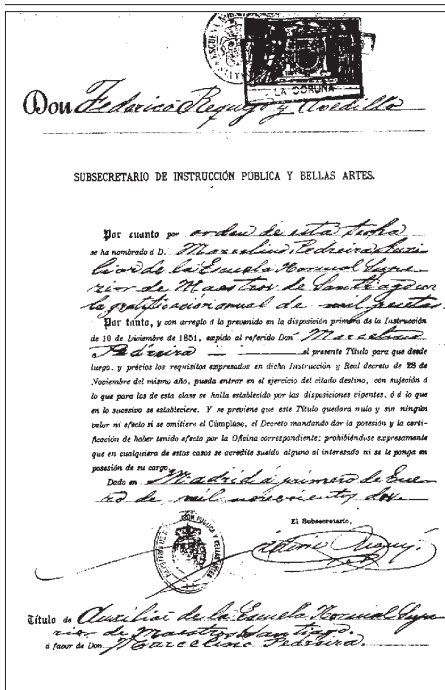 LA CORUÑA
Don Federico Requejo y Avedillo
SUBSECRETARIO DE INSTRUCCIÓN PÚBLICA Y BELLAS ARTES.
Por cuanto por orden de esta fecha
se ha nombrado á D. Marcelino Pedreira Auxi
liar de la Escuela Normal Supe
rior de Maestros de Santiago con
la gratificación anual de mil pesetas
Por tanto, y con arreglo á lo prevenido en la disposición primera de la Instrucción
de 10 de Diciembre de 1851, expido al referido Don Marcelino
Pedreira el presente Título para que desde
luego, y prévios los requisitos expresados en dicha Instrucción y Real decreto de 28 de
Noviembre del mismo año, pueda entrar en el ejercicio del citado destino, con sujeción á
lo que para los de esta clase se halla establecido por las disposiciones vigentes, ó á lo que
en lo sucesivo se estableciere. Y se previene que este Título quedará nulo y sin ningún
valor ni efecto si se omitiere el Cúmplase, el Decreto mandando dar la posesión y la certi-
ficación de haber tenido efecto por la Oficina correspondiente; prohibiéndose expresamente
que en cualquiera de estos casos se acredite sueldo alguno al interesado ni se le ponga en
posesión de su cargo.
Dado en Madrid á primero de Ene
ro de mil novecientos dos.
El Subsecretario,
Título de Auxiliar de la Escuela Normal Supe
rior de Maestros Santiago.
á favor de Don Marcelino Pedreira.